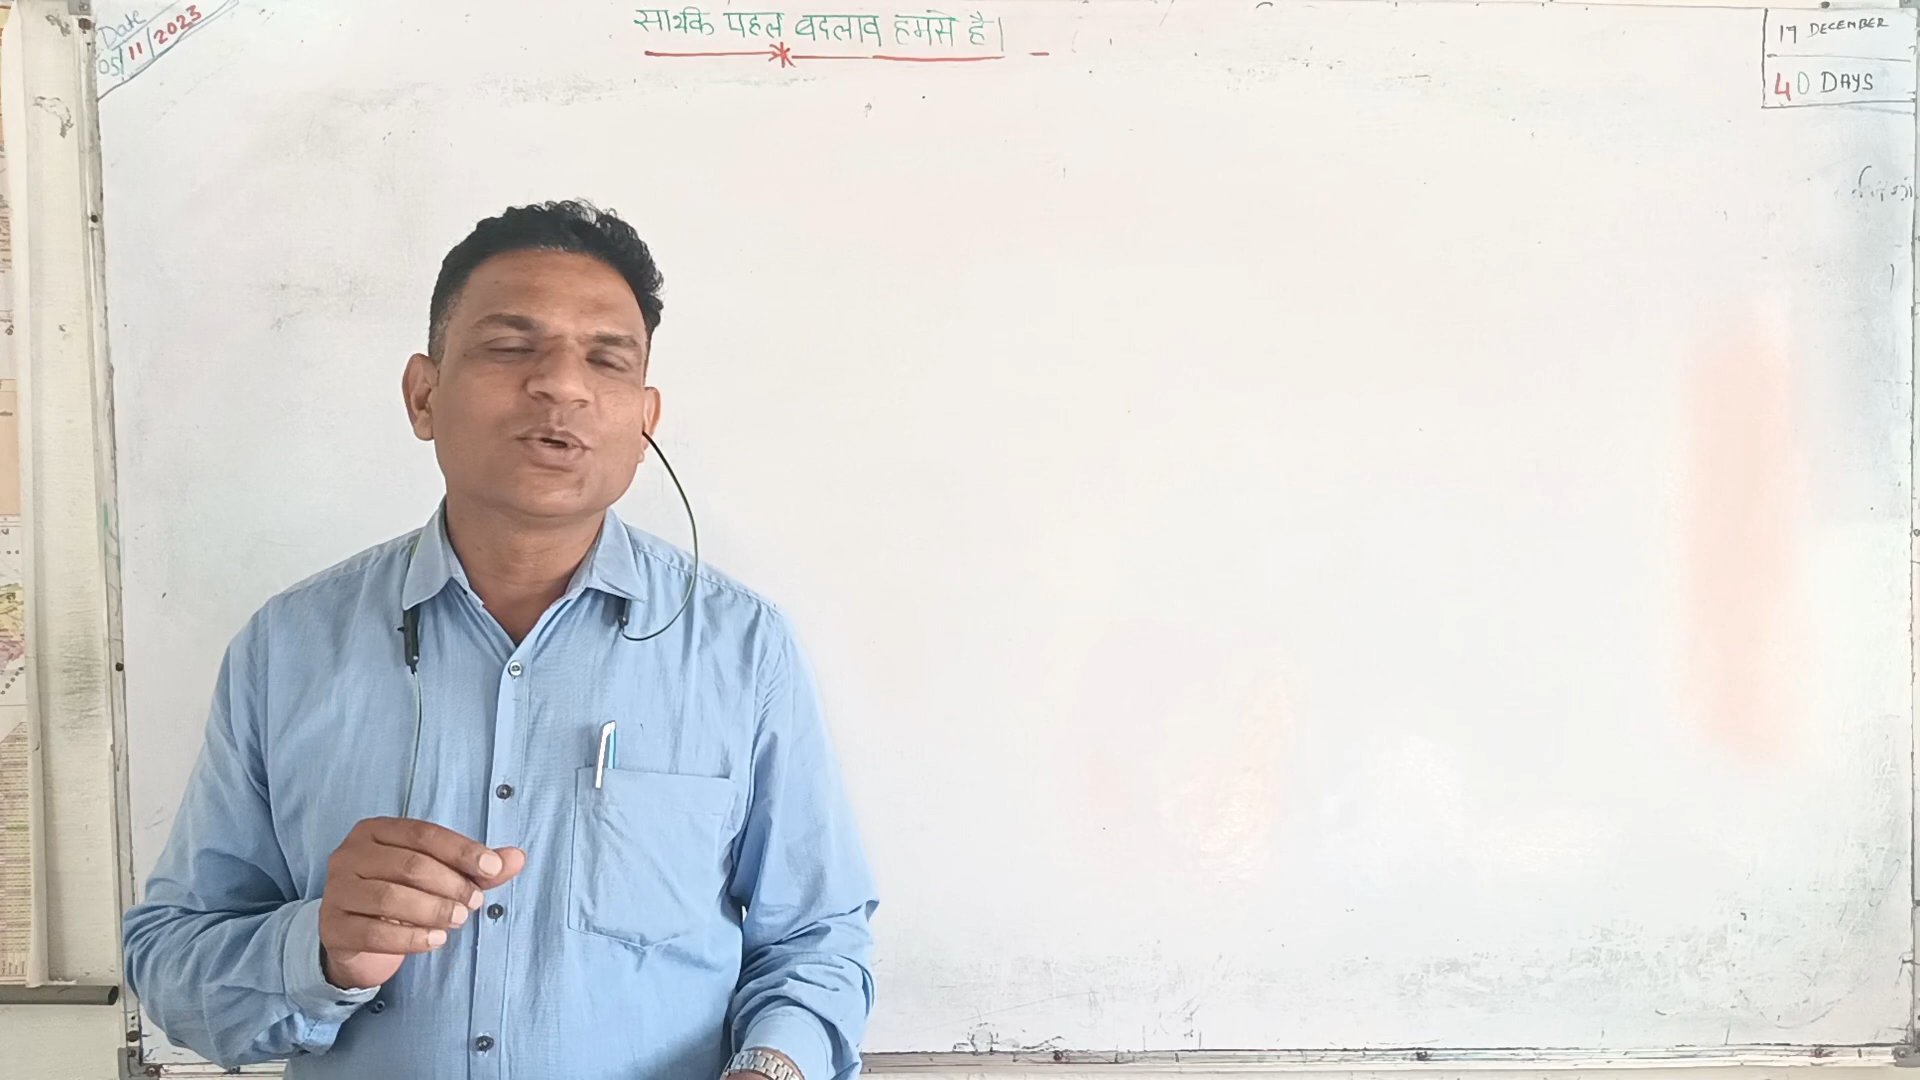 Date
05/11/2023
सार्थक पहल बदलाव हमसे है।
17 DECEMBER
40 DAYS